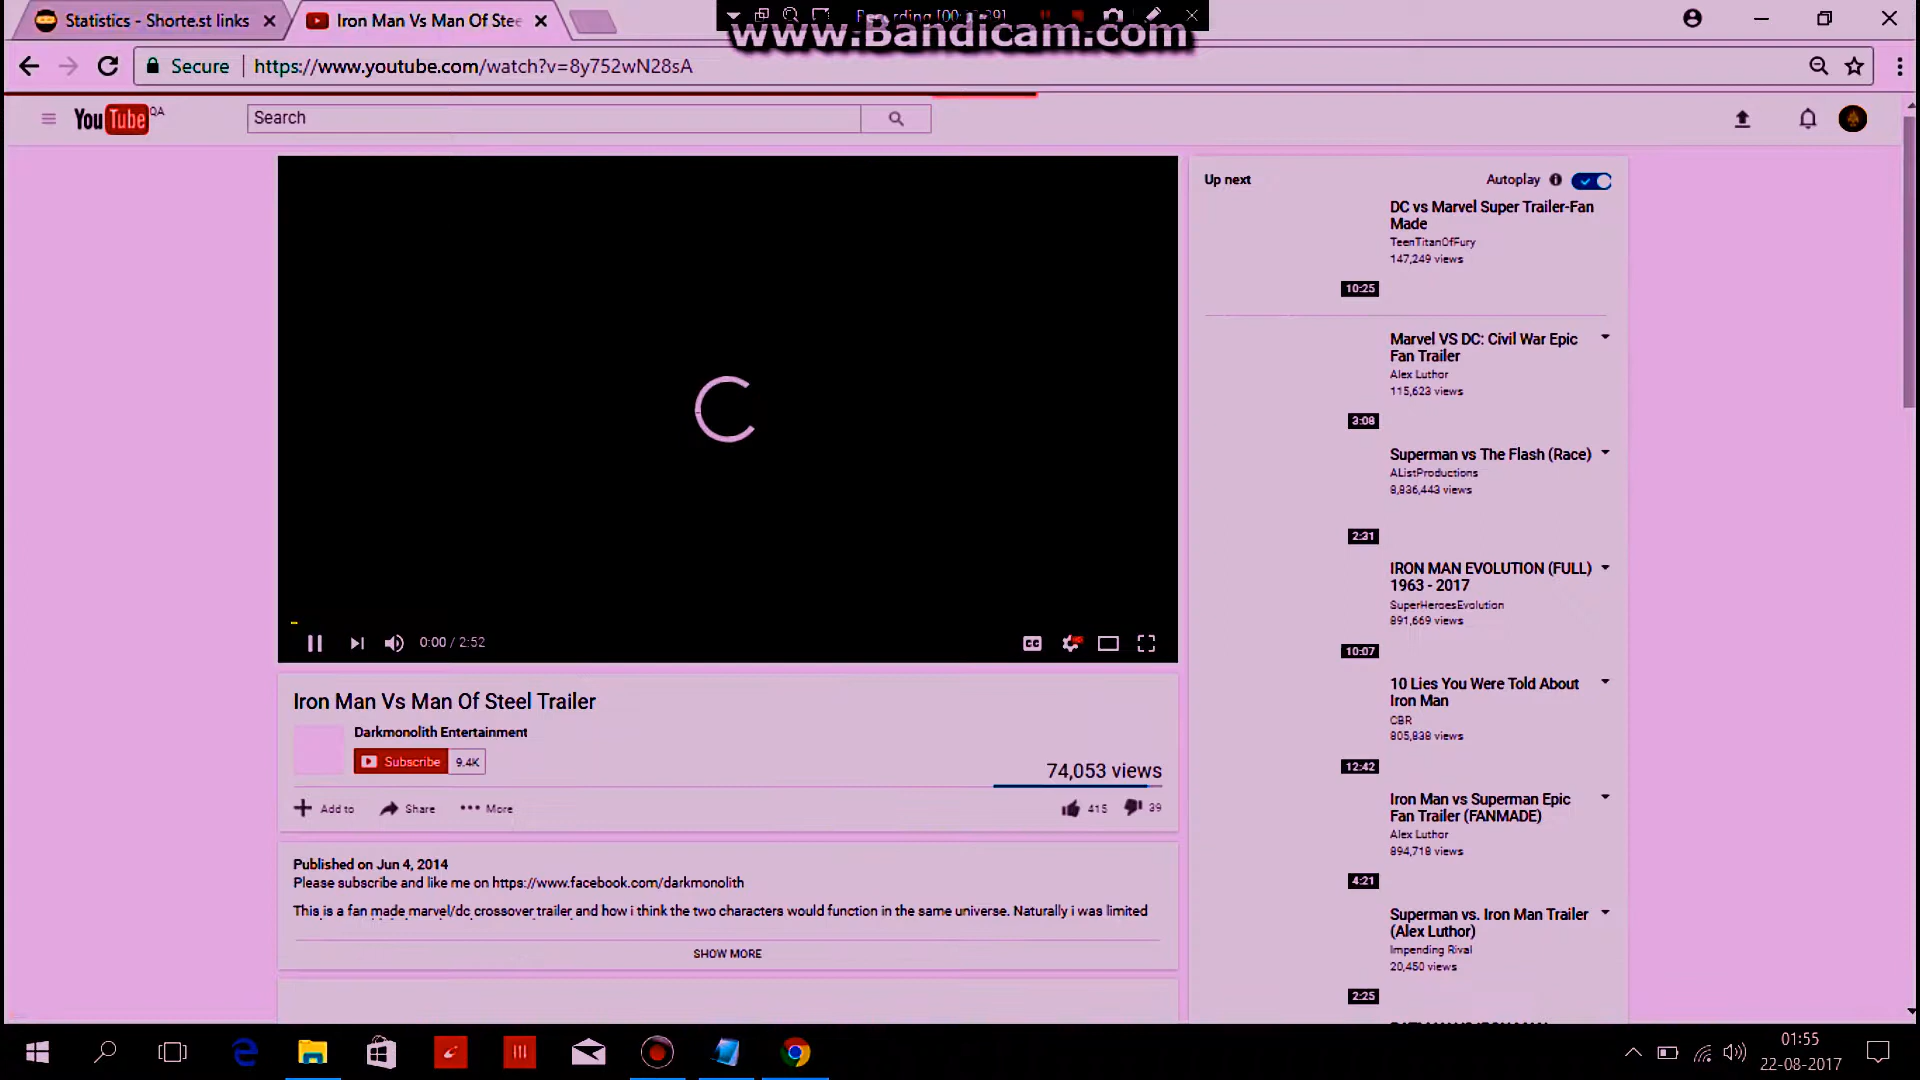 Statistics - Shorte.st links
Iron Man Vs Man Of Stee
www.Bandicam.com
Secure
https://www.youtube.com/watch?v=8y752wN28sA
YouTube QA
Search
Up next
Autoplay
DC vs Marvel Super Trailer-Fan
Made
TeenTitanOfFury
147,249 views
10:25
Marvel VS DC: Civil War Epic
Fan Trailer
Alex Luthor
115,623 views
3:08
Superman vs The Flash (Race)
AListProductions
8,836,443 views
2:31
IRON MAN EVOLUTION (FULL)
1963 - 2017
SuperHeroesEvolution
891,669 views
10:07
10 Lies You Were Told About
Iron Man
CBR
805,838 views
12:42
Iron Man vs Superman Epic
Fan Trailer (FANMADE)
Alex Luthor
894,718 views
4:21
Superman vs. Iron Man Trailer
(Alex Luthor)
Impending Rival
20,450 views
2:25
0:00 / 2:52
CC
Iron Man Vs Man Of Steel Trailer
Darkmonolith Entertainment
Subscribe 9.4K
74,053 views
Add to Share More
415 39
Published on Jun 4, 2014
Please subscribe and like me on https://www.facebook.com/darkmonolith
This is a fan made marvel/dc crossover trailer and how i think the two characters would function in the same universe. Naturally i was limited
SHOW MORE
01:55
22-08-2017